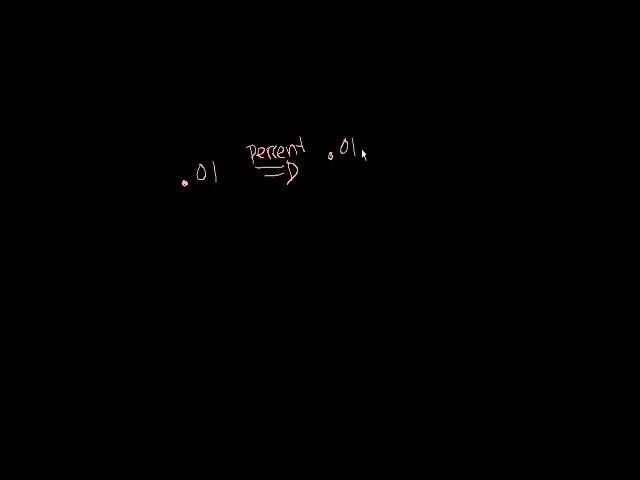 percent
.01 ⇒ .01